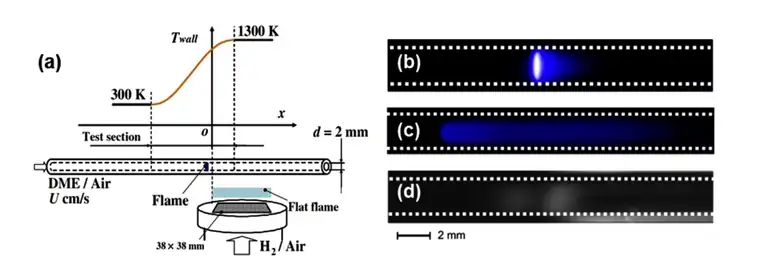 (a)
T_wall
1300 K
300 K
x
o
Test section
d = 2 mm
DME / Air
U cm/s
Flame
Flat flame
38 × 38 mm
H₂/Air
(b)
(c)
(d)
2 mm